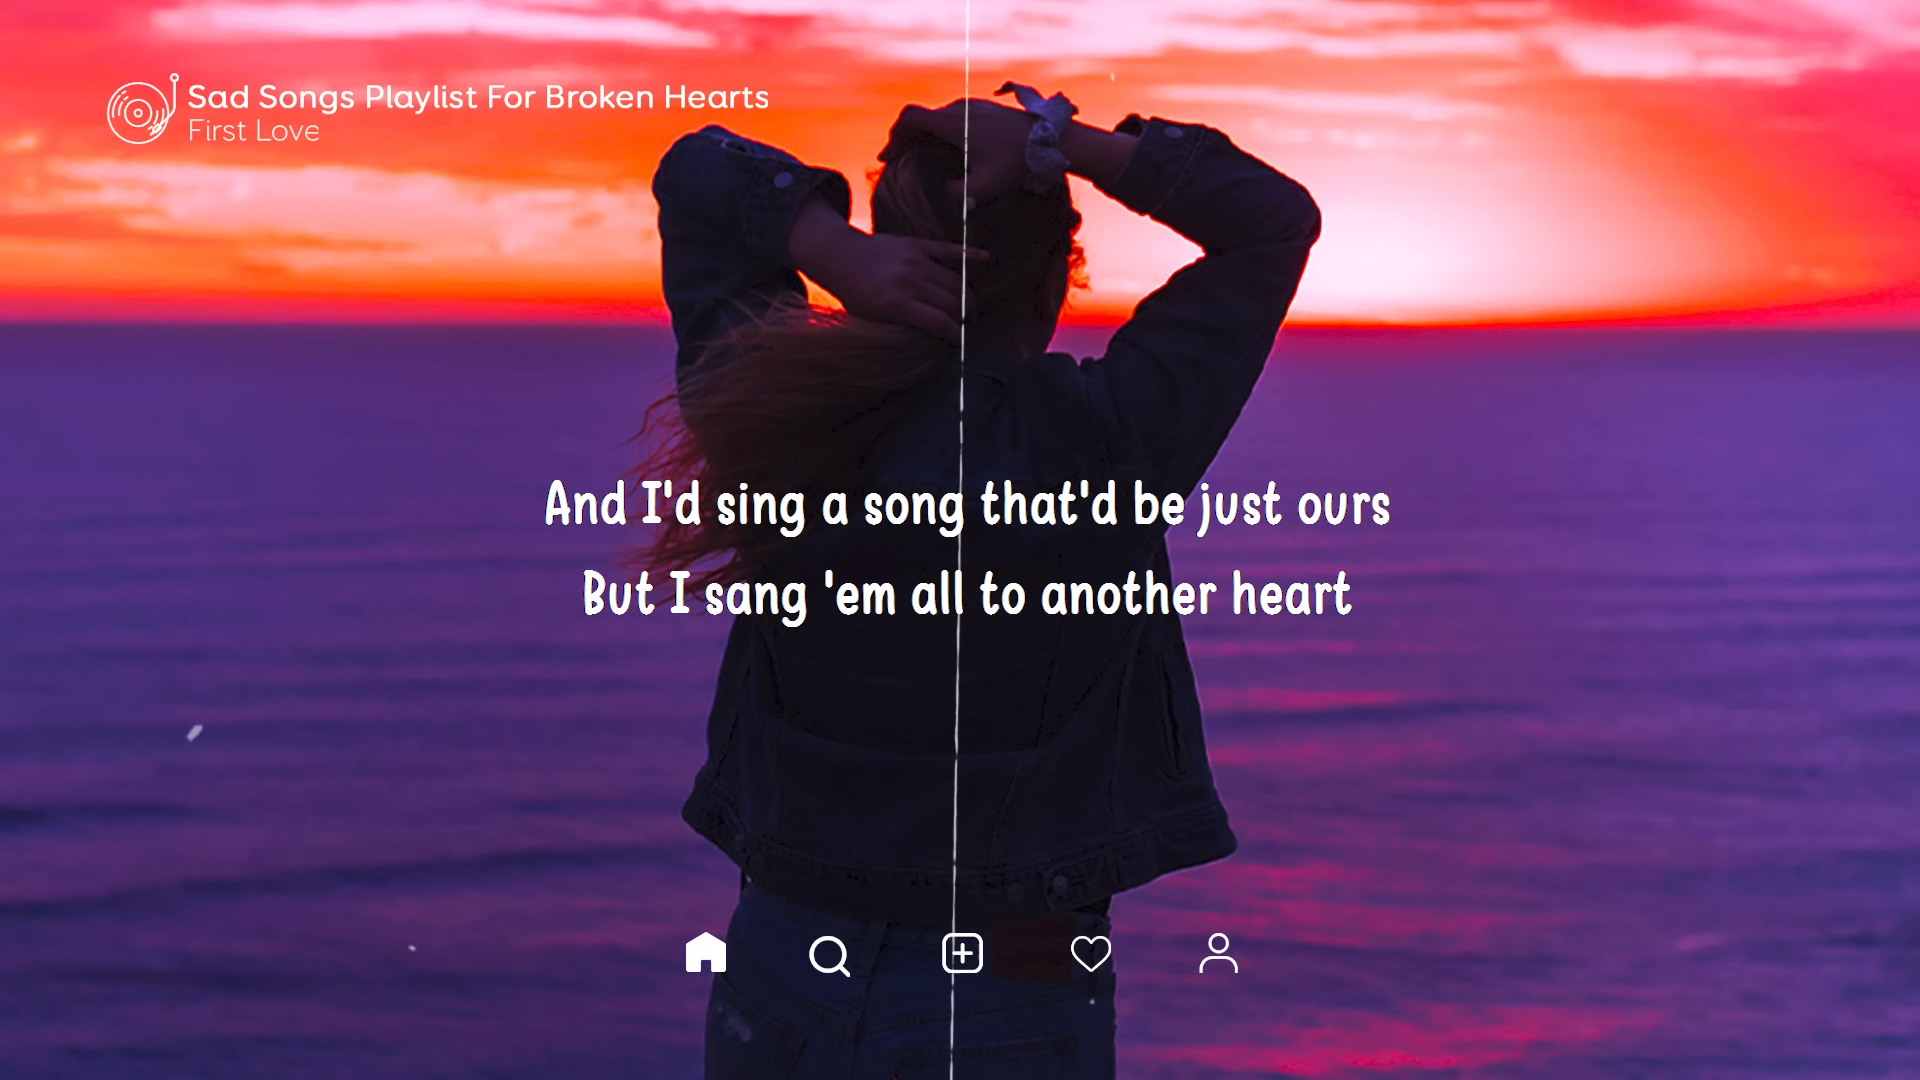 Sad Songs Playlist For Broken Hearts
First Love
And I'd sing a song that'd be just ours
But I sang 'em all to another heart